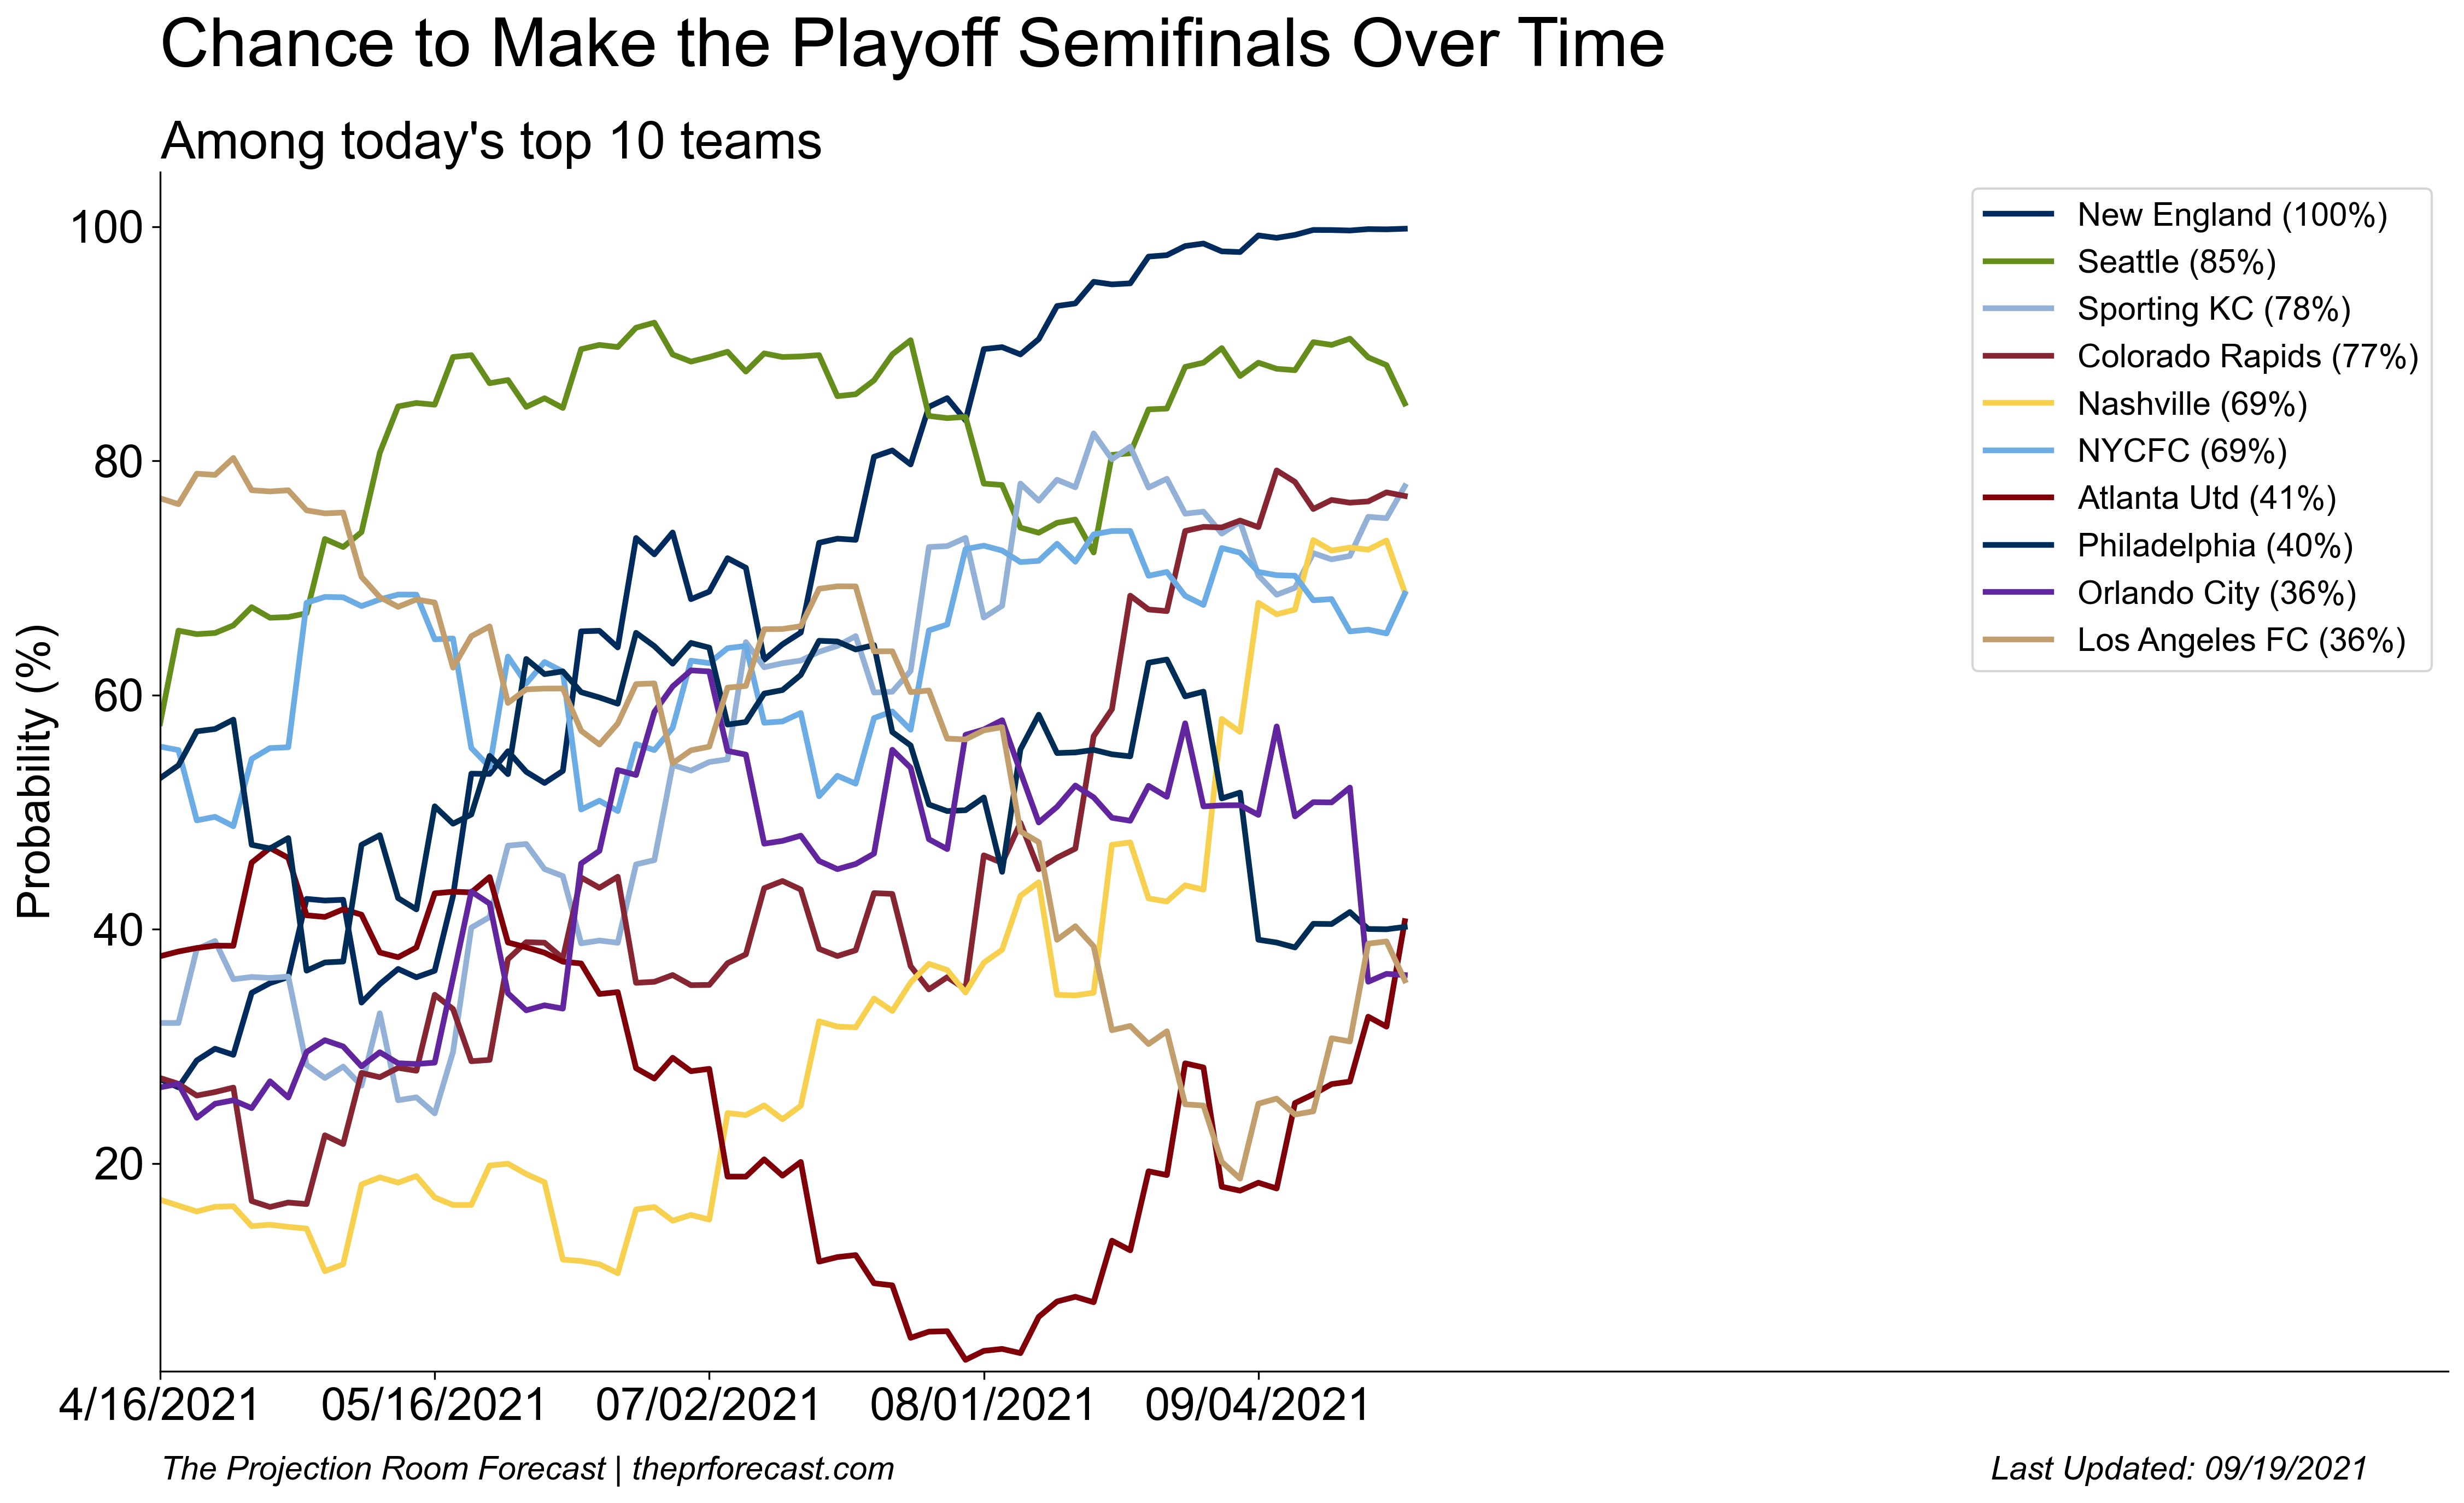 Chance to Make the Playoff Semifinals Over Time
Among today's top 10 teams
Probability (%)
100
80
60
40
20
4/16/2021
05/16/2021
07/02/2021
08/01/2021
09/04/2021
New England (100%)
Seattle (85%)
Sporting KC (78%)
Colorado Rapids (77%)
Nashville (69%)
NYCFC (69%)
Atlanta Utd (41%)
Philadelphia (40%)
Orlando City (36%)
Los Angeles FC (36%)
The Projection Room Forecast | theprforecast.com
Last Updated: 09/19/2021